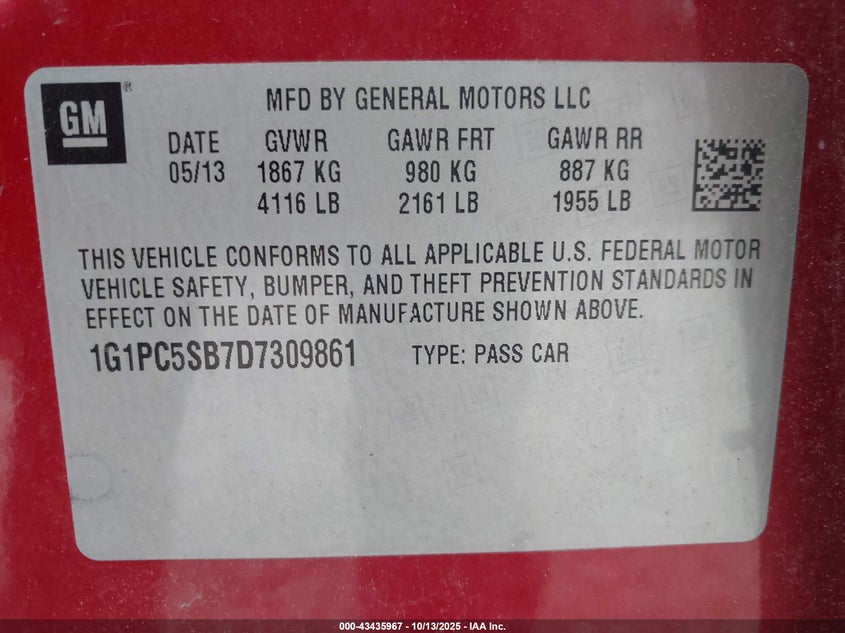 GM ®
MFD BY GENERAL MOTORS LLC
DATE GVWR GAWR FRT GAWR RR
05/13 1867 KG 980 KG 887 KG
4116 LB 2161 LB 1955 LB
THIS VEHICLE CONFORMS TO ALL APPLICABLE U.S. FEDERAL MOTOR
VEHICLE SAFETY, BUMPER, AND THEFT PREVENTION STANDARDS IN
EFFECT ON THE DATE OF MANUFACTURE SHOWN ABOVE.
1G1PC5SB7D7309861 TYPE: PASS CAR
000-43435967 - 10/13/2025 - IAA Inc.